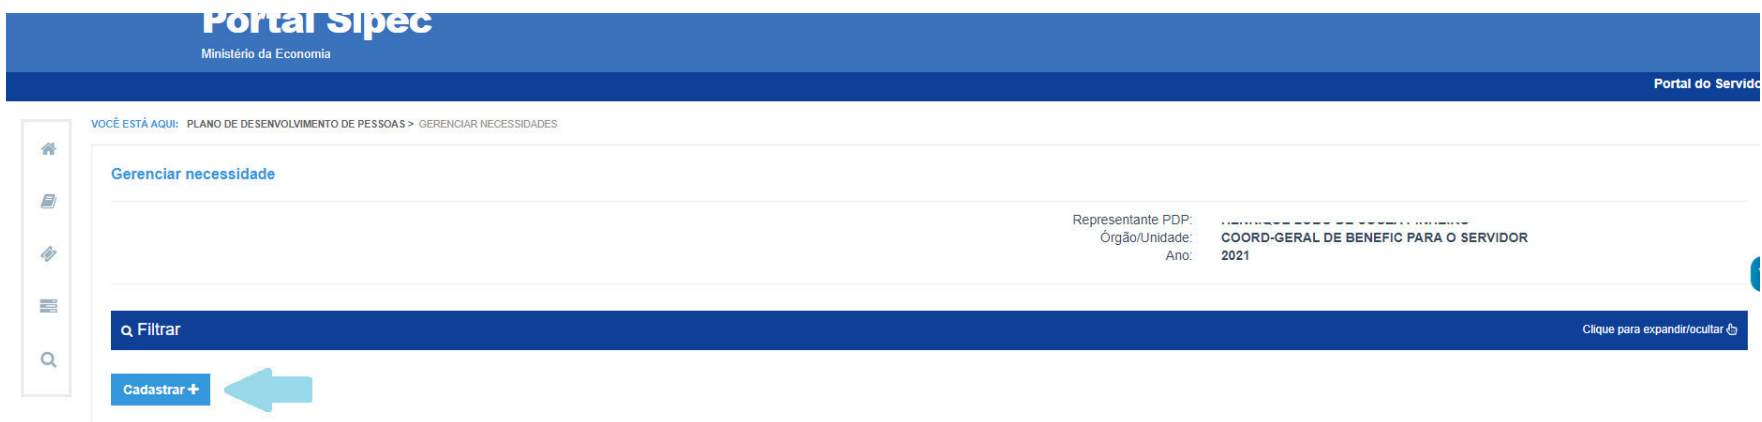 Portal Sipec
Ministério da Economia
Portal do Servido
VOCÊ ESTÁ AQUI: PLANO DE DESENVOLVIMENTO DE PESSOAS > GERENCIAR NECESSIDADES
Gerenciar necessidade
Representante PDP:
Órgão/Unidade: COORD-GERAL DE BENEFIC PARA O SERVIDOR
Ano: 2021
Filtrar
Clique para expandir/ocultar
Cadastrar +